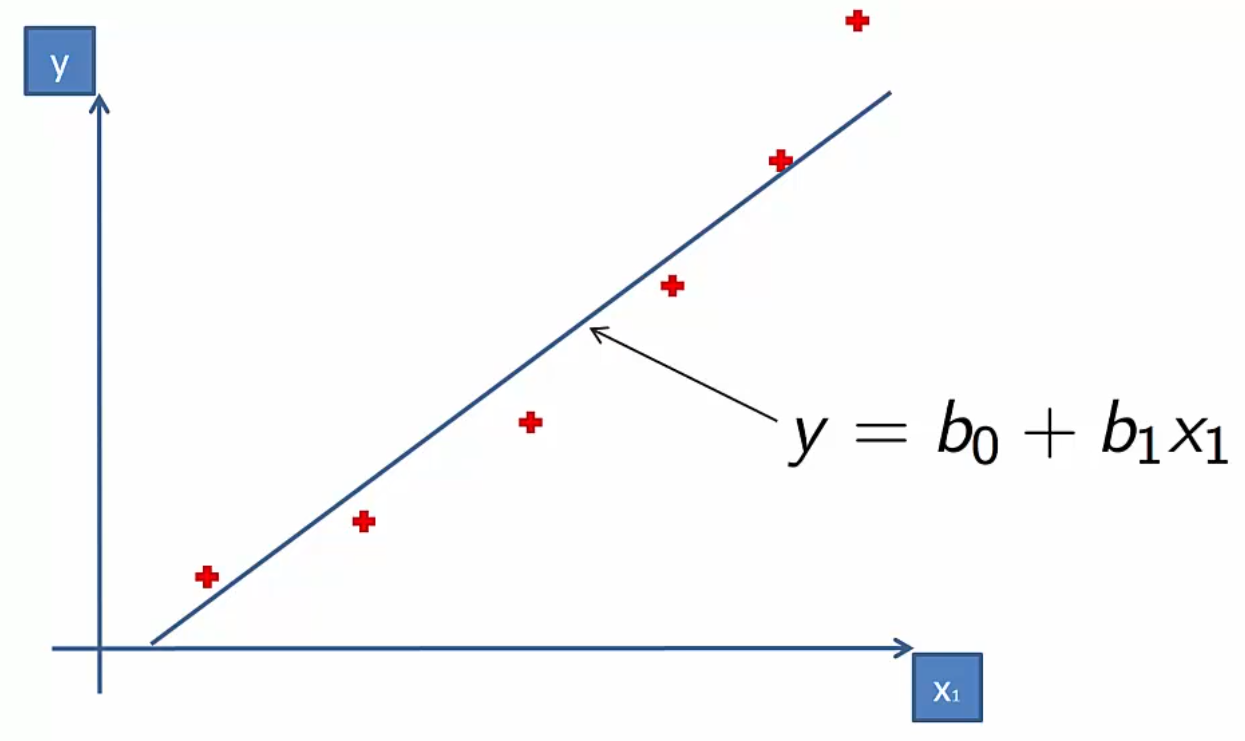 y
y = b₀ + b₁x₁
x₁